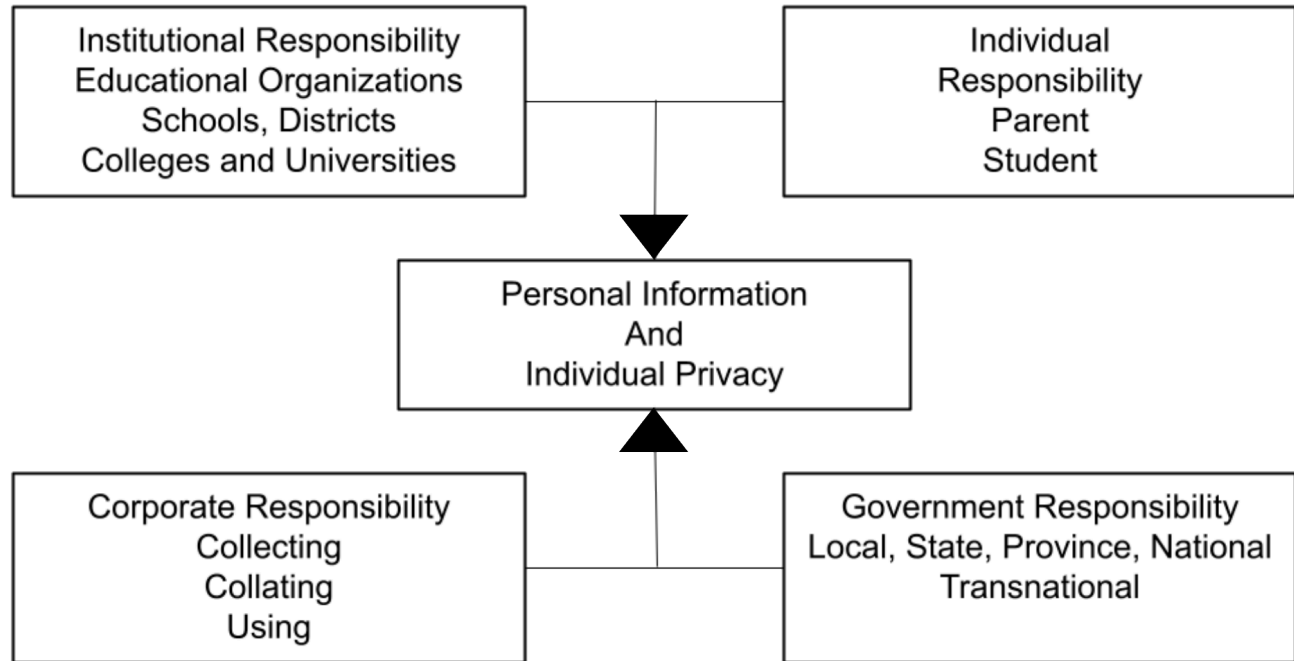 Institutional Responsibility
Educational Organizations
Schools, Districts
Colleges and Universities
Individual
Responsibility
Parent
Student
Personal Information
And
Individual Privacy
Corporate Responsibility
Collecting
Collating
Using
Government Responsibility
Local, State, Province, National
Transnational